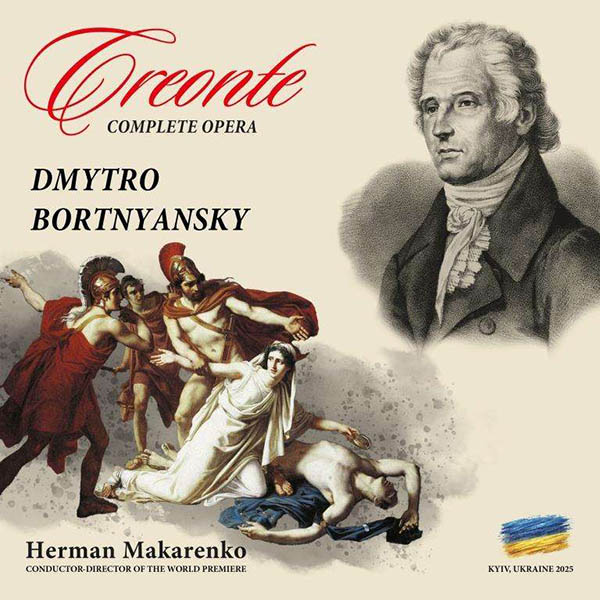 Creonte
COMPLETE OPERA
DMYTRO
BORTNYANSKY
Herman Makarenko
CONDUCTOR-DIRECTOR OF THE WORLD PREMIERE
KYIV, UKRAINE 2025